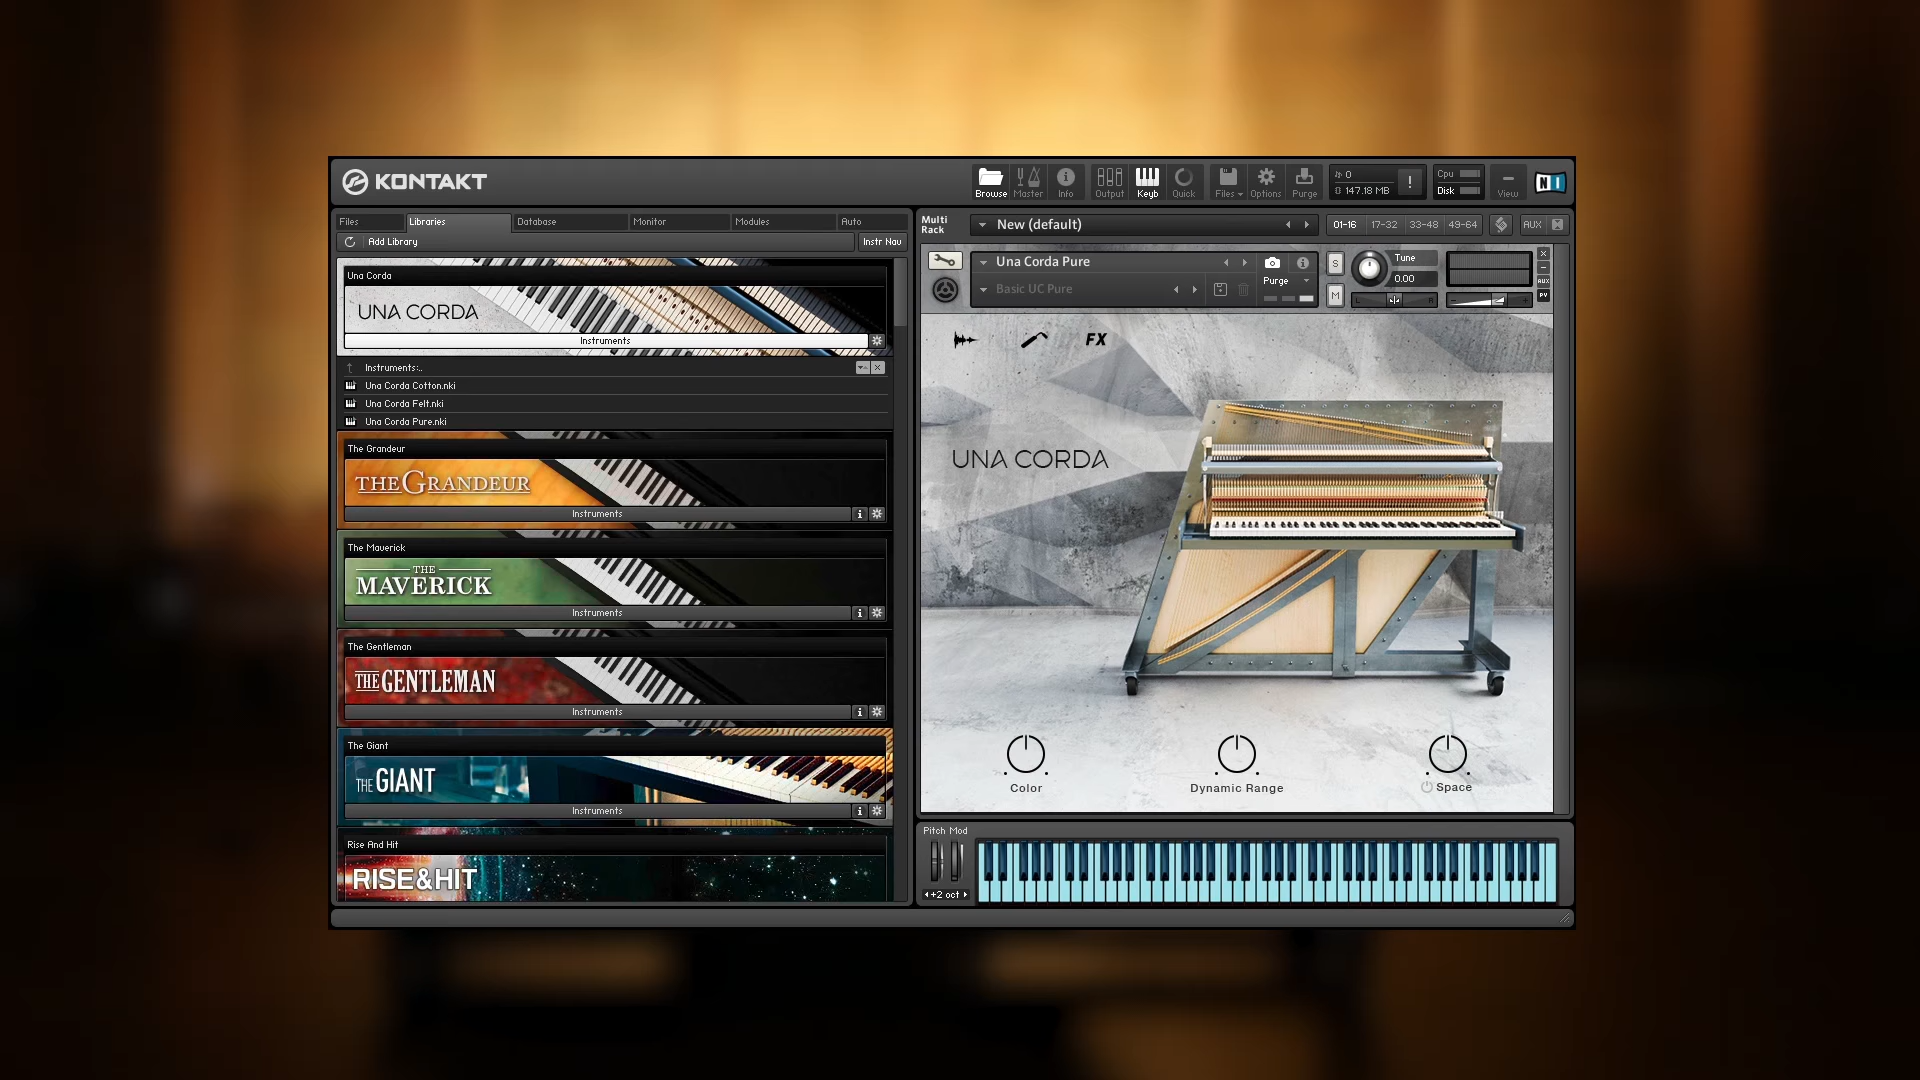 KONTAKT
Browse Master Info Output Keyb Quick Files Options Purge
0
147.18 MB
!
Cpu
Disk
View
NI
Files Libraries Database Monitor Modules Auto
Add Library Instr Nav
Una Corda
UNA CORDA
Instruments
Instruments:..
Una Corda Cotton.nki
Una Corda Felt.nki
Una Corda Pure.nki
The Grandeur
THE GRANDEUR
Instruments
The Maverick
THE
MAVERICK
Instruments
The Gentleman
THE GENTLEMAN
Instruments
The Giant
THE GIANT
Instruments
Rise And Hit
RISE&HIT
Multi
Rack
New (default)
01-16 17-32 33-48 49-64 AUX
Una Corda Pure
Basic UC Pure
Purge
S
M
Tune
0.00
L R
AUX
PV
FX
UNA CORDA
Color Dynamic Range Space
Pitch Mod
+2 oct